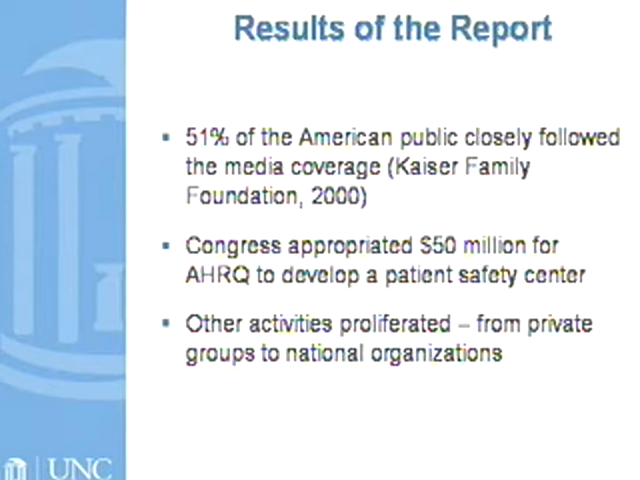 Results of the Report
▪ 51% of the American public closely followed
the media coverage (Kaiser Family
Foundation, 2000)
▪ Congress appropriated $50 million for
AHRQ to develop a patient safety center
▪ Other activities proliferated – from private
groups to national organizations
UNC